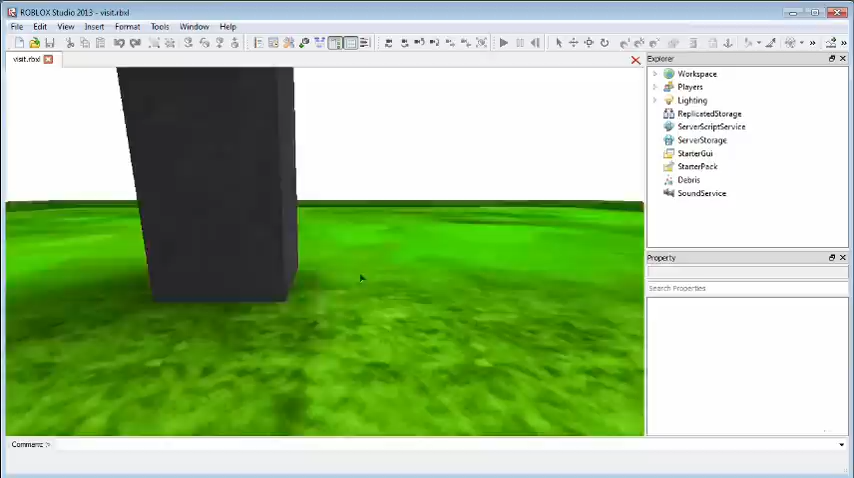 ROBLOX Studio 2013 - visit.rbxl
File Edit View Insert Format Tools Window Help
visit.rbxl
Explorer
Workspace
Players
Lighting
ReplicatedStorage
ServerScriptService
ServerStorage
StarterGui
StarterPack
Debris
SoundService
Property
Search Properties
Command :>